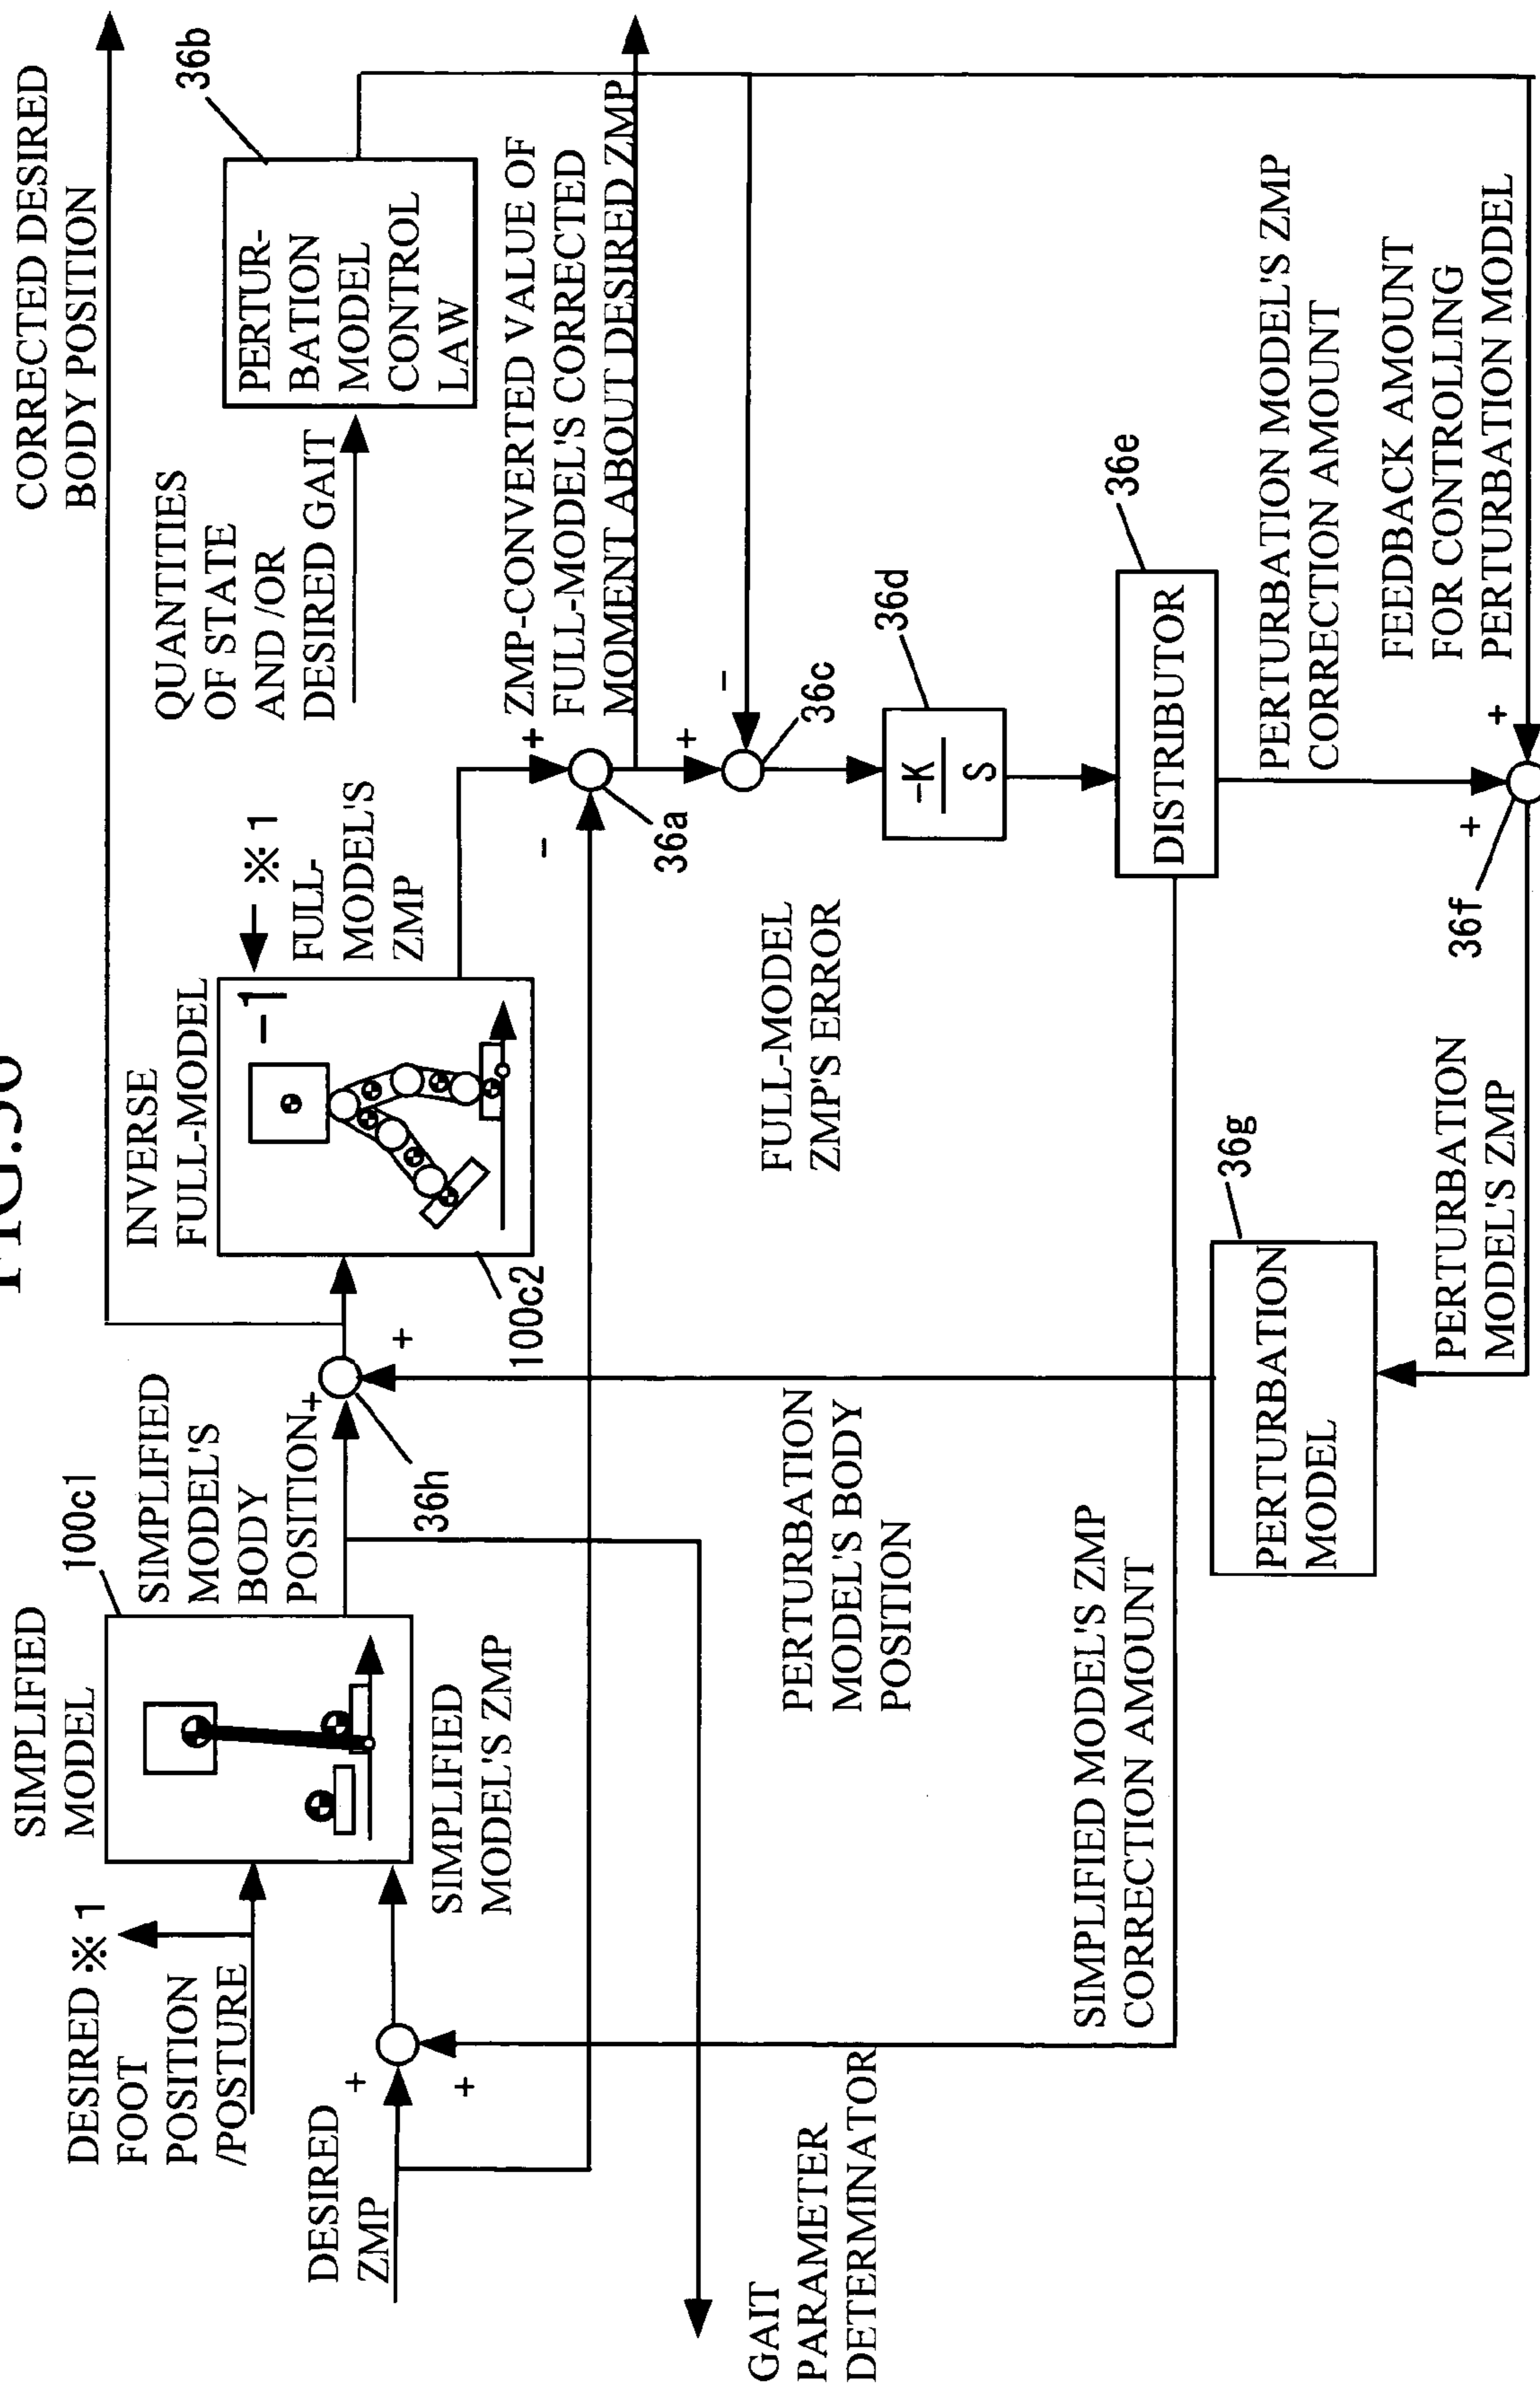 CORRECTED DESIRED
BODY POSITION
36b
PERTUR-
BATION
MODEL
CONTROL
LAW
QUANTITIES
OF STATE
AND /OR
DESIRED GAIT
ZMP-CONVERTED VALUE OF
FULL-MODEL'S CORRECTED
MOMENT ABOUT DESIRED ZMP
INVERSE
FULL-MODEL
-1
100c2
※1
FULL-
MODEL'S
ZMP
+
-
36a
+
-
36c
FULL-MODEL
ZMP'S ERROR
-K
S
36d
DISTRIBUTOR
36e
PERTURBATION MODEL'S ZMP
CORRECTION AMOUNT
FEEDBACK AMOUNT
FOR CONTROLLING
PERTURBATION MODEL
+
+
36f
PERTURBATION
MODEL'S ZMP
36g
PERTURBATION
MODEL
PERTURBATION
MODEL'S BODY
POSITION
SIMPLIFIED
MODEL
100c1
SIMPLIFIED
MODEL'S
BODY
POSITION
+
+
36h
DESIRED ※1
FOOT
POSITION
/POSTURE
SIMPLIFIED
MODEL'S ZMP
DESIRED
ZMP
+
+
SIMPLIFIED MODEL'S ZMP
CORRECTION AMOUNT
GAIT
PARAMETER
DETERMINATOR